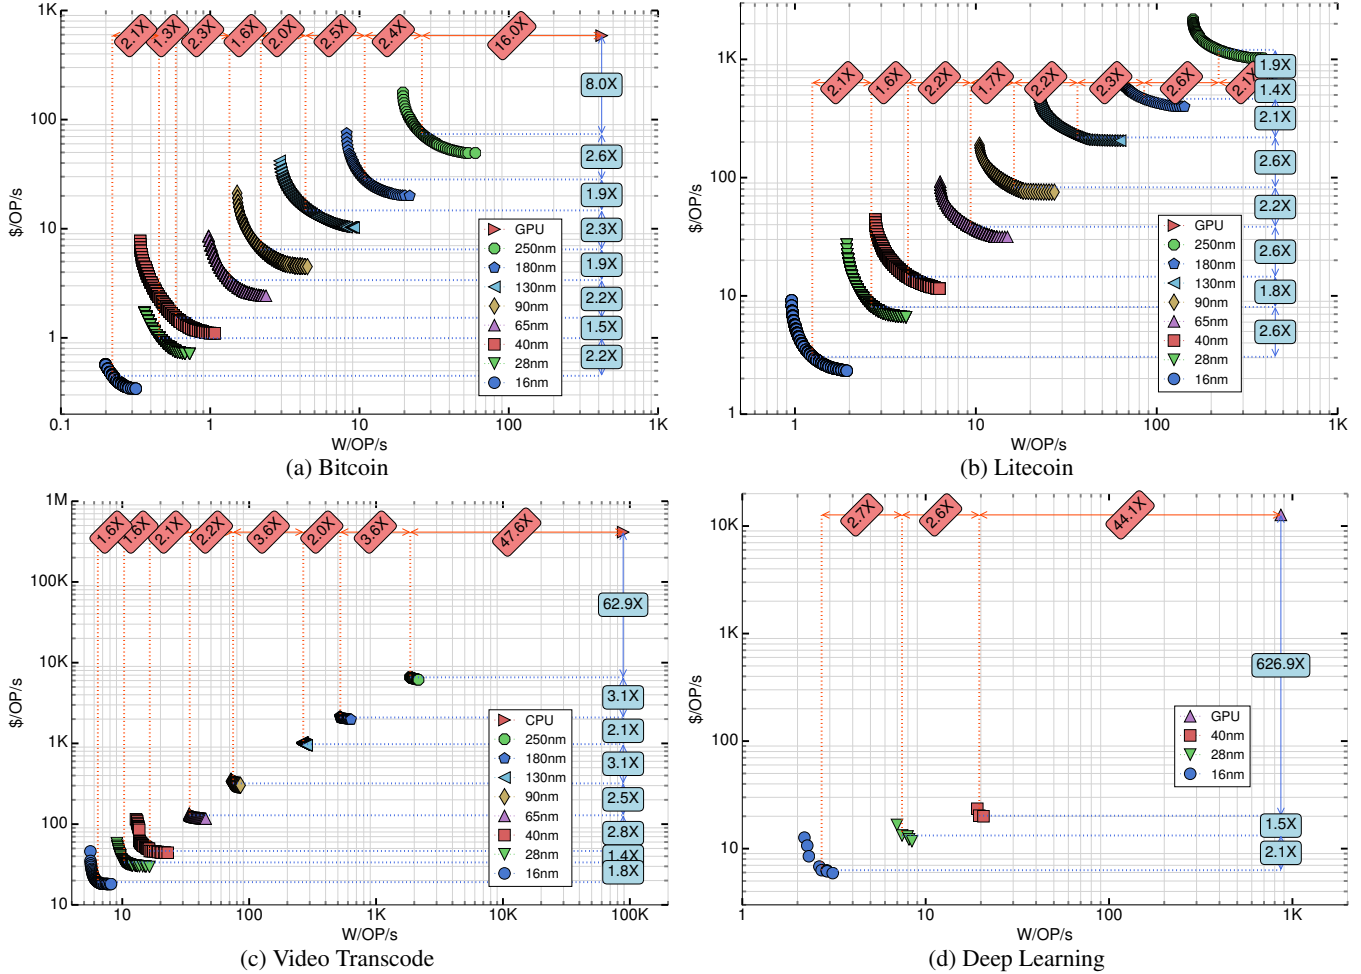 1K
2.1X 1.3X 2.3X 1.6X 2.0X 2.5X 2.4X 16.0X
8.0X
100
2.6X
1.9X
$/OP/s
10
2.3X
1.9X
2.2X
1
1.5X
2.2X
GPU
250nm
180nm
130nm
90nm
65nm
40nm
28nm
16nm
0.1 1 10 100 1K
W/OP/s
(a) Bitcoin
1K
2.1X 1.6X 2.2X 1.7X 2.2X 2.3X 2.6X 2.1X
1.9X
1.4X
2.1X
100
2.6X
2.2X
$/OP/s
2.6X
10
1.8X
2.6X
1
GPU
250nm
180nm
130nm
90nm
65nm
40nm
28nm
16nm
1 10 100 1K
W/OP/s
(b) Litecoin
1M
1.6X 1.6X 2.1X 2.2X 3.6X 2.0X 3.6X 47.6X
100K
62.9X
10K
3.1X
$/OP/s
2.1X
1K
3.1X
2.5X
100
2.8X
1.4X
1.8X
10
CPU
250nm
180nm
130nm
90nm
65nm
40nm
28nm
16nm
10 100 1K 10K 100K
W/OP/s
(c) Video Transcode
10K
2.7X 2.6X 44.1X
1K
626.9X
$/OP/s
100
1.5X
10
2.1X
GPU
40nm
28nm
16nm
1 10 100 1K
W/OP/s
(d) Deep Learning